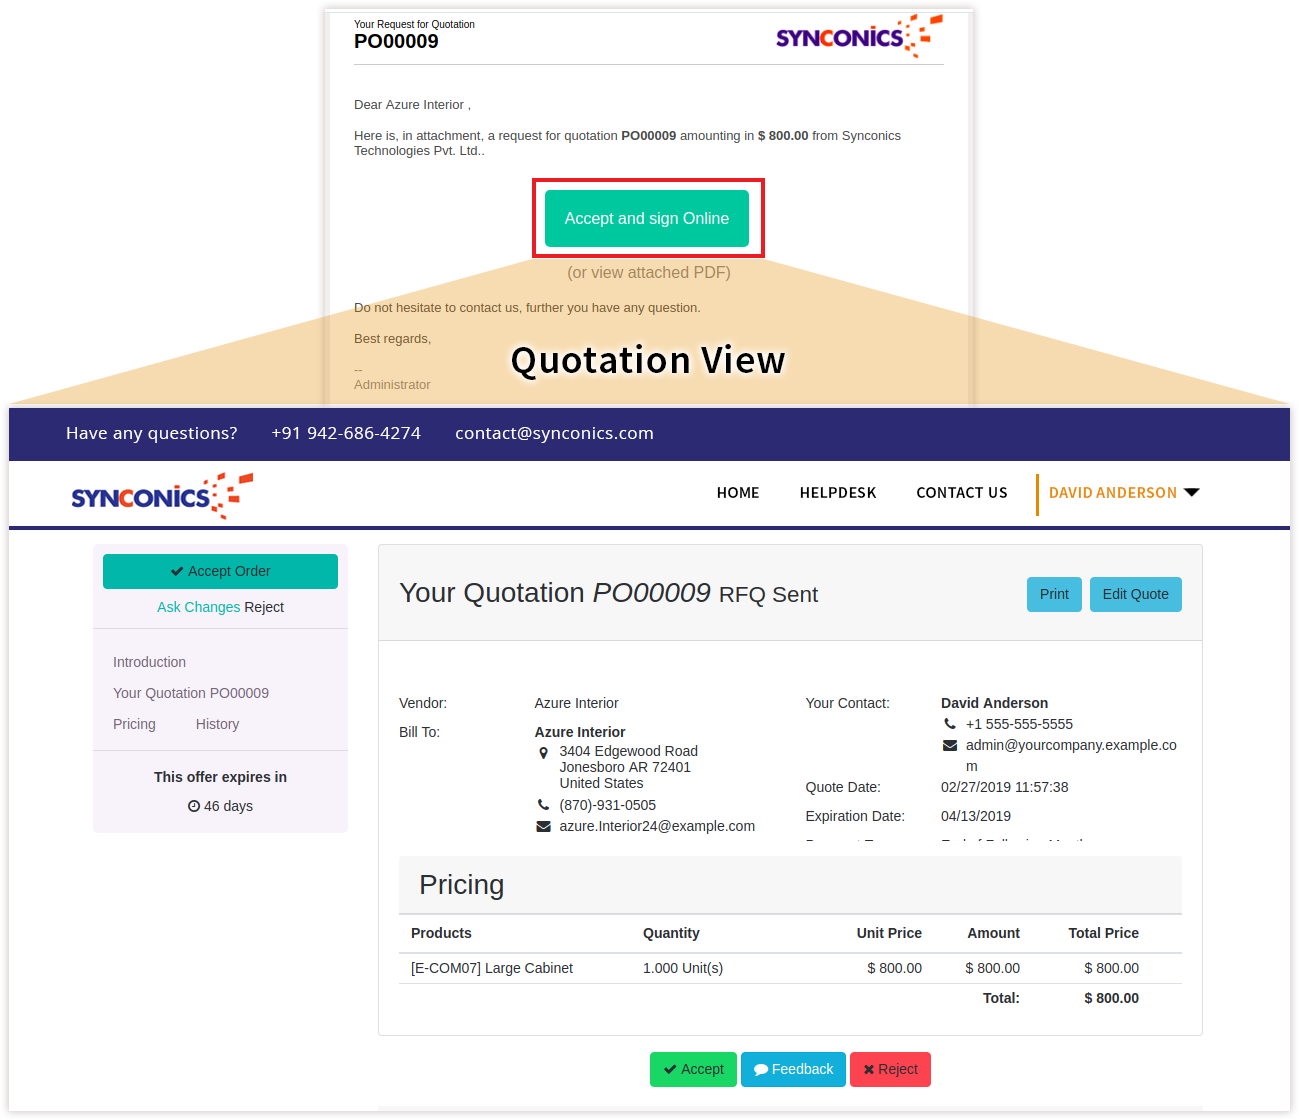 Your Request for Quotation
PO00009
SYNCONICS
Dear Azure Interior ,
Here is, in attachment, a request for quotation PO00009 amounting in $ 800.00 from Synconics
Technologies Pvt. Ltd..
Accept and sign Online
(or view attached PDF)
Do not hesitate to contact us, further you have any question.
Best regards,
--
Administrator
Quotation View
Have any questions? +91 942-686-4274 contact@synconics.com
SYNCONICS
HOME HELPDESK CONTACT US DAVID ANDERSON
Accept Order
Ask Changes Reject
Introduction
Your Quotation PO00009
Pricing History
This offer expires in
46 days
Your Quotation PO00009 RFQ Sent
Print Edit Quote
Vendor: Azure Interior
Bill To: Azure Interior
3404 Edgewood Road
Jonesboro AR 72401
United States
(870)-931-0505
azure.Interior24@example.com
Your Contact: David Anderson
+1 555-555-5555
admin@yourcompany.example.co
m
Quote Date: 02/27/2019 11:57:38
Expiration Date: 04/13/2019
Pricing
Products Quantity Unit Price Amount Total Price
[E-COM07] Large Cabinet 1.000 Unit(s) $ 800.00 $ 800.00 $ 800.00
Total: $ 800.00
Accept Feedback Reject